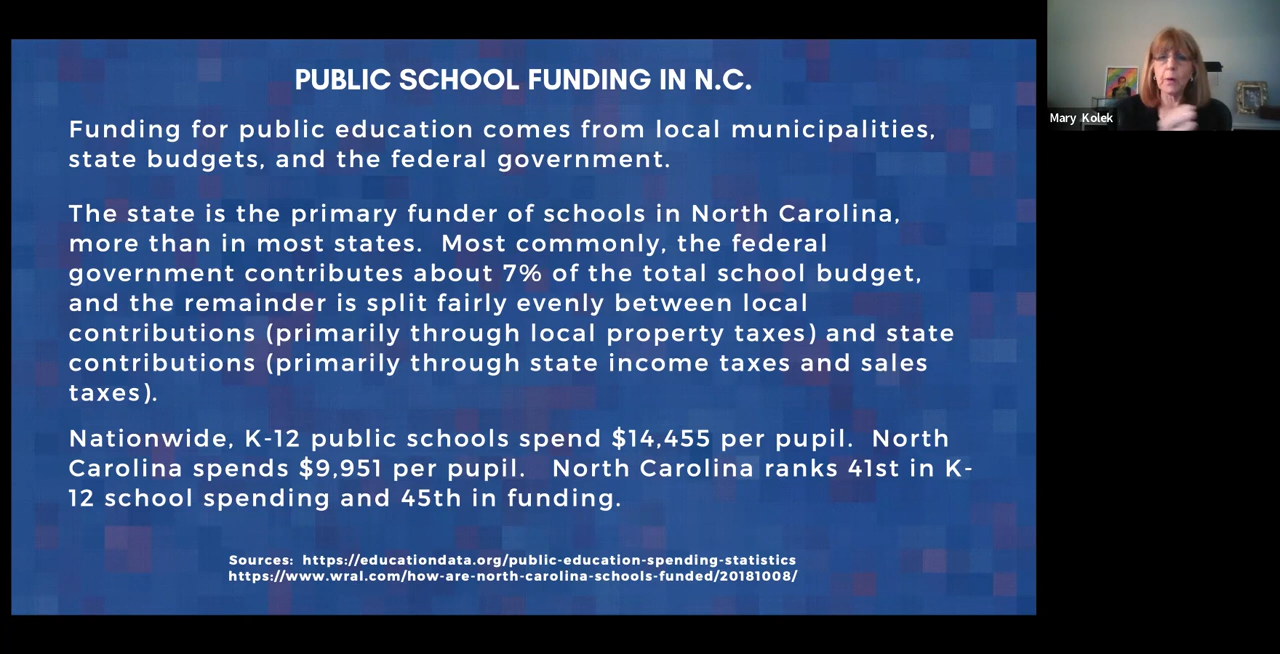 PUBLIC SCHOOL FUNDING IN N.C.
Funding for public education comes from local municipalities,
state budgets, and the federal government.
The state is the primary funder of schools in North Carolina,
more than in most states.  Most commonly, the federal
government contributes about 7% of the total school budget,
and the remainder is split fairly evenly between local
contributions (primarily through local property taxes) and state
contributions (primarily through state income taxes and sales
taxes).
Nationwide, K-12 public schools spend $14,455 per pupil.  North
Carolina spends $9,951 per pupil.   North Carolina ranks 41st in K-
12 school spending and 45th in funding.
Sources:  https://educationdata.org/public-education-spending-statistics
https://www.wral.com/how-are-north-carolina-schools-funded/20181008/
Mary Kolek